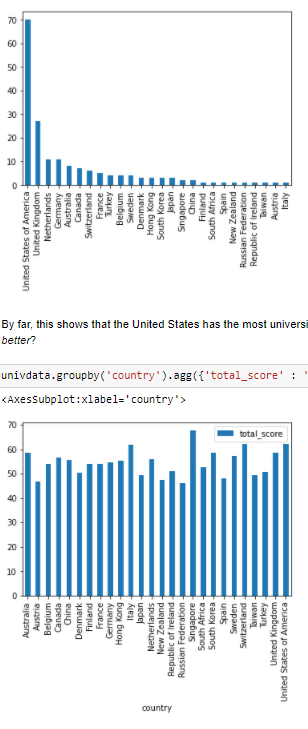 70
60
50
40
30
20
10
0
United States of America
United Kingdom
Netherlands
Germany
Australia
Canada
Switzerland
France
Turkey
Belgium
Sweden
Denmark
Hong Kong
South Korea
Japan
Singapore
China
Finland
South Africa
Spain
New Zealand
Russian Federation
Republic of Ireland
Taiwan
Austria
Italy
By far, this shows that the United States has the most universi
better?
univdata.groupby('country').agg({'total_score' : '
<AxesSubplot:xlabel='country'>
70
60
50
40
30
20
10
0
total_score
Australia
Austria
Belgium
Canada
China
Denmark
Finland
France
Germany
Hong Kong
Italy
Japan
Netherlands
New Zealand
Republic of Ireland
Russian Federation
Singapore
South Africa
South Korea
Spain
Sweden
Switzerland
Taiwan
Turkey
United Kingdom
United States of America
country